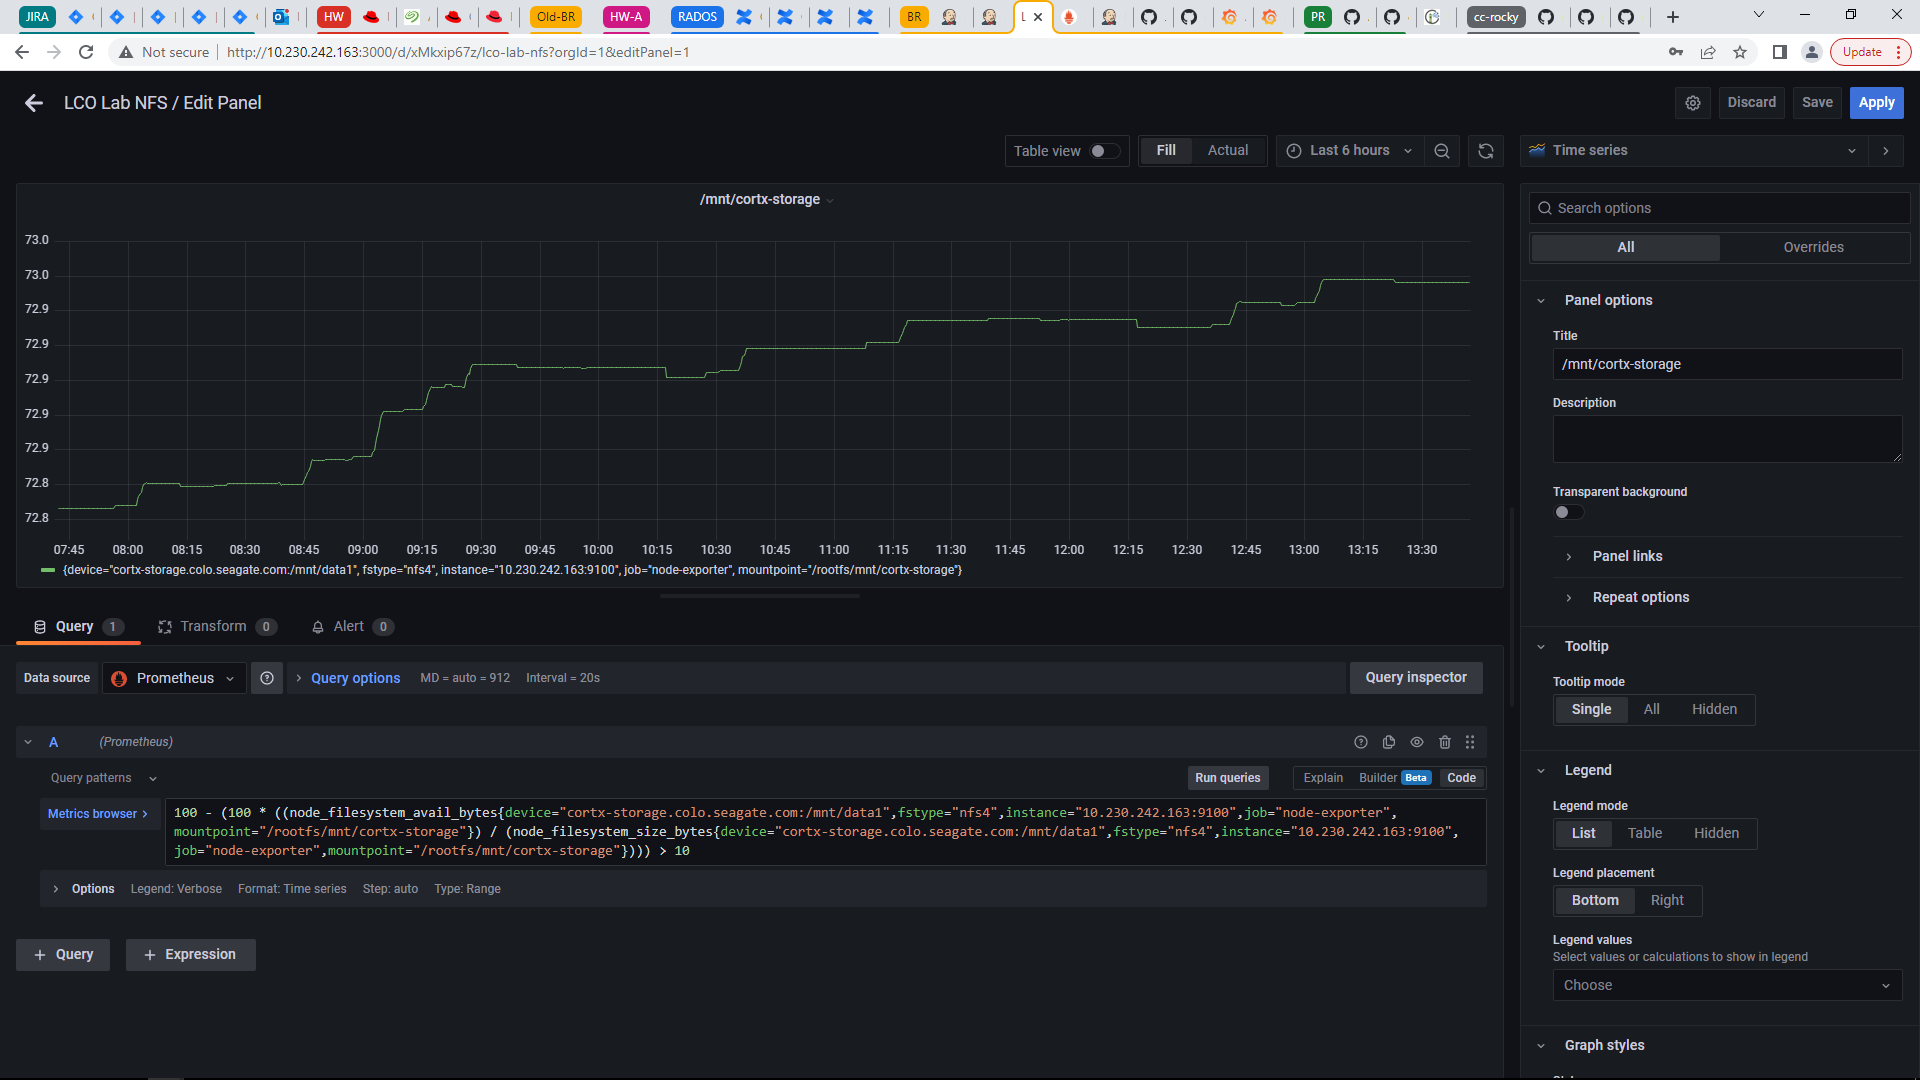 JIRA
HW
Old-BR
HW-A
RADOS
BR
PR
cc-rocky
Not secure
http://10.230.242.163:3000/d/xMkxip67z/lco-lab-nfs?orgId=1&editPanel=1
Update
LCO Lab NFS / Edit Panel
Discard
Save
Apply
Table view
Fill
Actual
Last 6 hours
Time series
/mnt/cortx-storage
73.0
73.0
72.9
72.9
72.9
72.9
72.9
72.8
72.8
07:45 08:00 08:15 08:30 08:45 09:00 09:15 09:30 09:45 10:00 10:15 10:30 10:45 11:00 11:15 11:30 11:45 12:00 12:15 12:30 12:45 13:00 13:15 13:30
{device="cortx-storage.colo.seagate.com:/mnt/data1", fstype="nfs4", instance="10.230.242.163:9100", job="node-exporter", mountpoint="/rootfs/mnt/cortx-storage"}
Query 1
Transform 0
Alert 0
Data source
Prometheus
Query options
MD = auto = 912
Interval = 20s
Query inspector
A
(Prometheus)
Query patterns
Run queries
Explain
Builder Beta
Code
Metrics browser
100 - (100 * ((node_filesystem_avail_bytes{device="cortx-storage.colo.seagate.com:/mnt/data1",fstype="nfs4",instance="10.230.242.163:9100",job="node-exporter",
mountpoint="/rootfs/mnt/cortx-storage"}) / (node_filesystem_size_bytes{device="cortx-storage.colo.seagate.com:/mnt/data1",fstype="nfs4",instance="10.230.242.163:9100",
job="node-exporter",mountpoint="/rootfs/mnt/cortx-storage"}))) > 10
Options
Legend: Verbose
Format: Time series
Step: auto
Type: Range
+ Query
+ Expression
Search options
All
Overrides
Panel options
Title
/mnt/cortx-storage
Description
Transparent background
Panel links
Repeat options
Tooltip
Tooltip mode
Single
All
Hidden
Legend
Legend mode
List
Table
Hidden
Legend placement
Bottom
Right
Legend values
Select values or calculations to show in legend
Choose
Graph styles